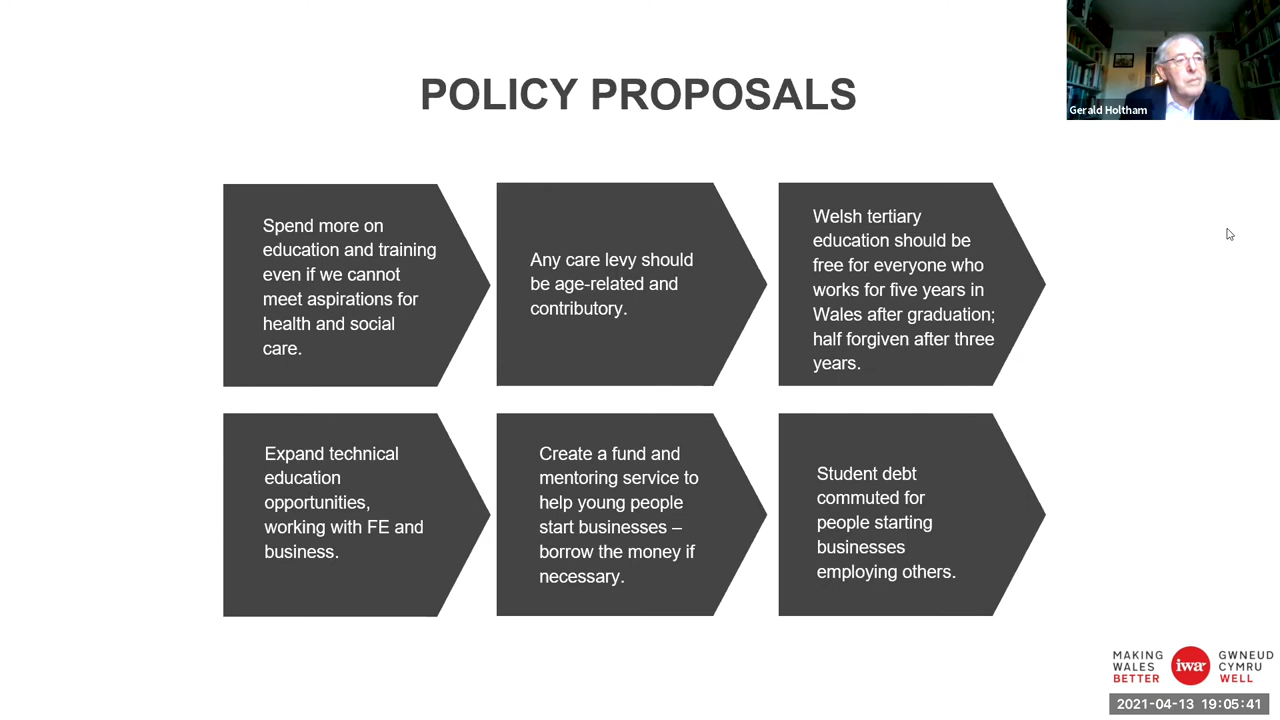 POLICY PROPOSALS
Gerald Holtham
Spend more on
education and training
even if we cannot
meet aspirations for
health and social
care.
Any care levy should
be age-related and
contributory.
Welsh tertiary
education should be
free for everyone who
works for five years in
Wales after graduation;
half forgiven after three
years.
Expand technical
education
opportunities,
working with FE and
business.
Create a fund and
mentoring service to
help young people
start businesses –
borrow the money if
necessary.
Student debt
commuted for
people starting
businesses
employing others.
MAKING
WALES
BETTER
iwa
GWNEUD
CYMRU
WELL
2021-04-13 19:05:41